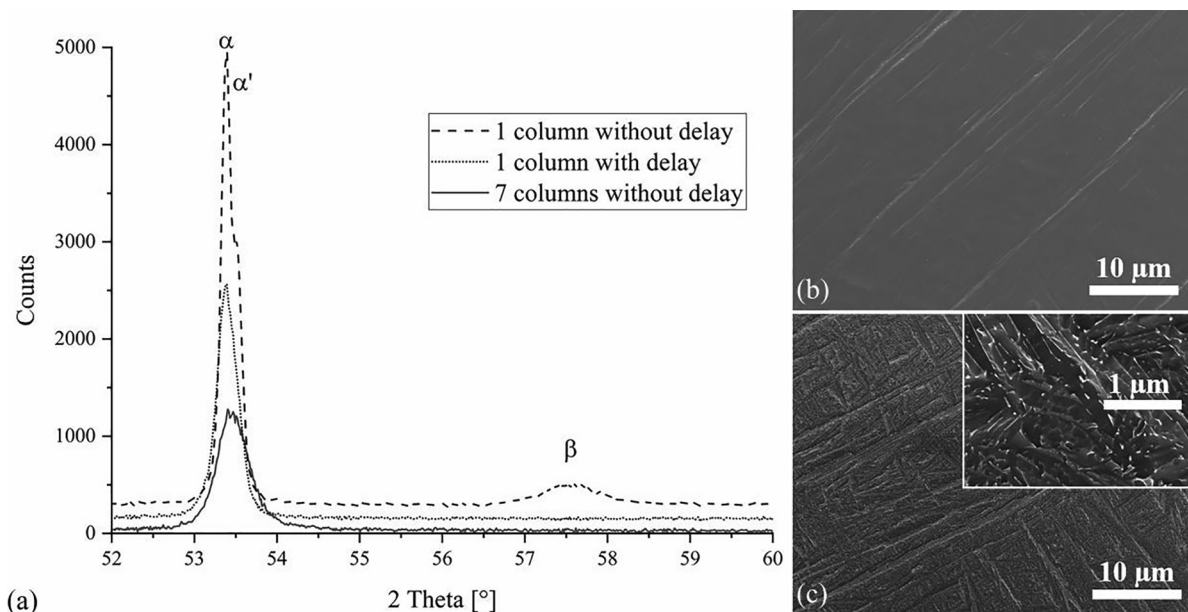 α
α'
5000
4000
3000
2000
1000
0
Counts
1 column without delay
1 column with delay
7 columns without delay
β
52
53
54
55
56
57
58
59
60
2 Theta [°]
(a)
10 µm
(b)
1 µm
10 µm
(c)